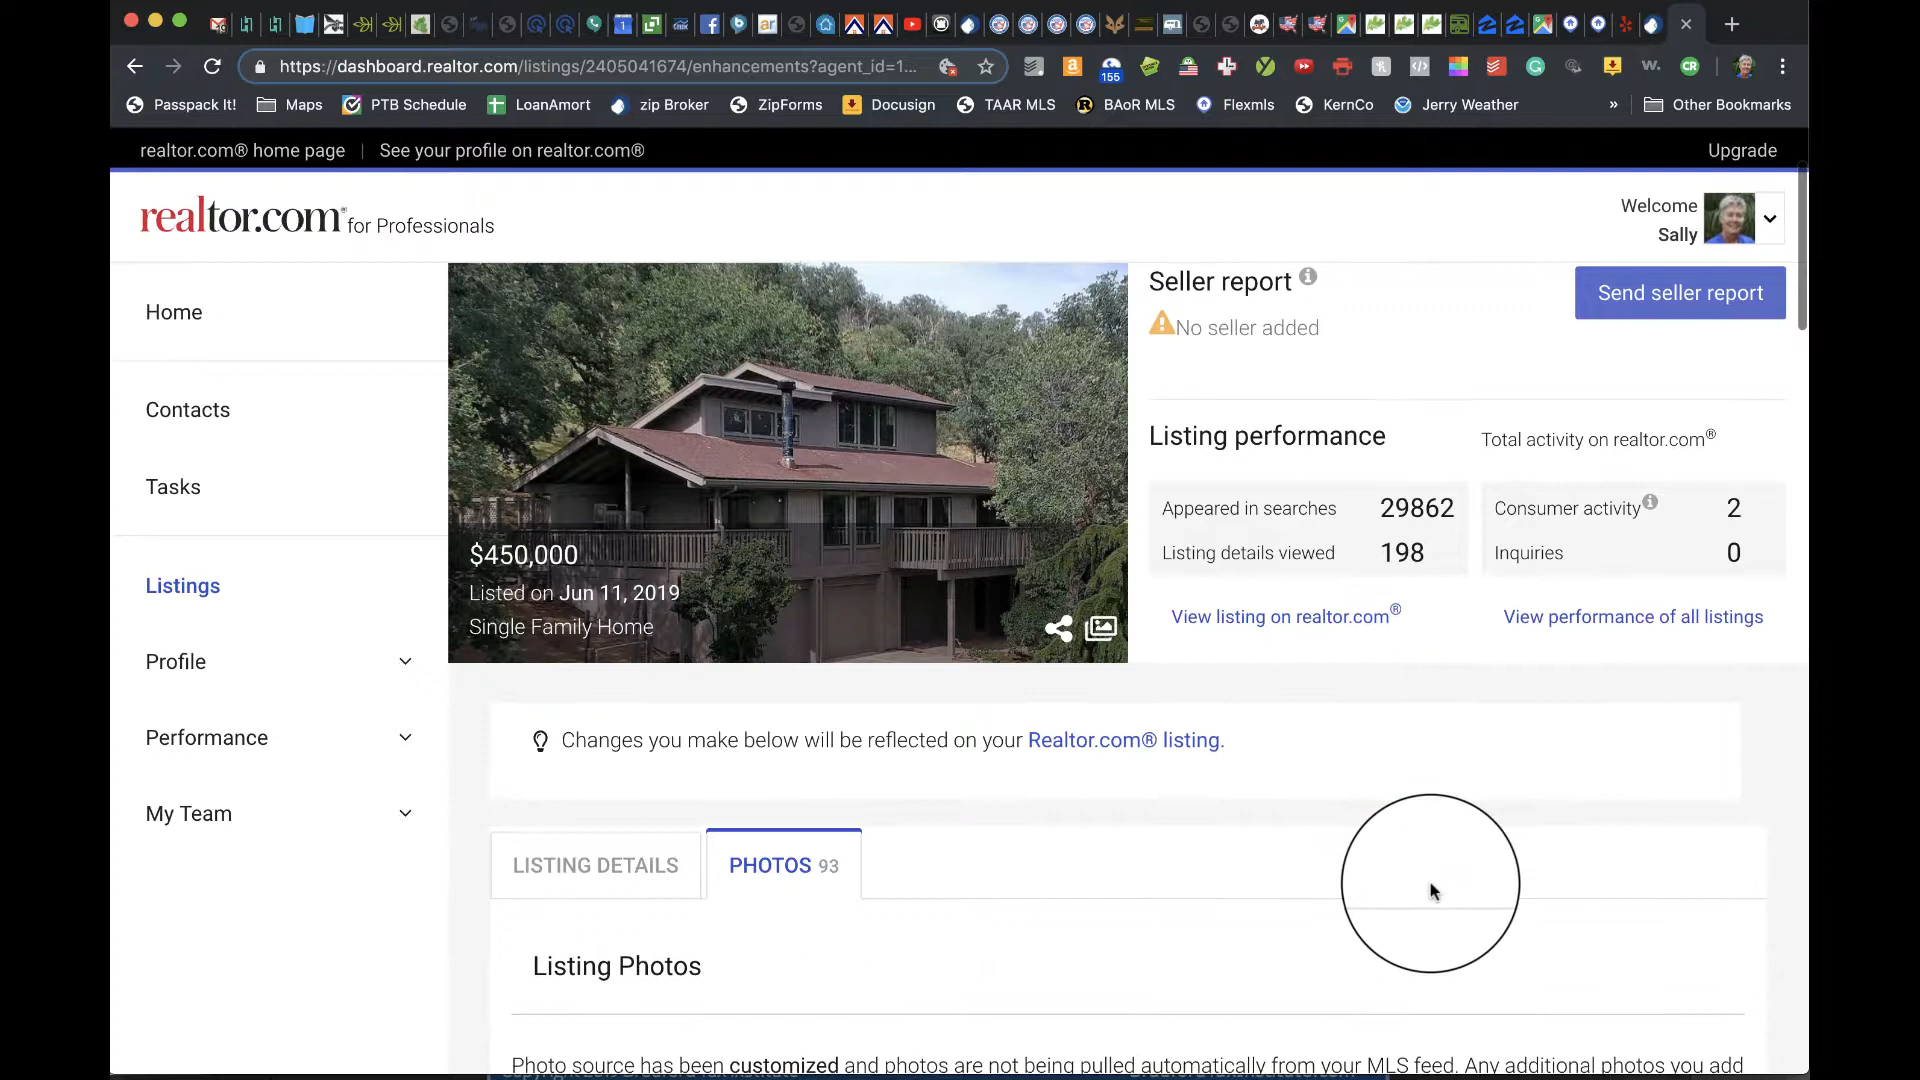 https://dashboard.realtor.com/listings/2405041674/enhancements?agent_id=1...
155
Passpack It!
Maps
PTB Schedule
LoanAmort
zip Broker
ZipForms
Docusign
TAAR MLS
BAoR MLS
Flexmls
KernCo
Jerry Weather
»
Other Bookmarks
realtor.com® home page | See your profile on realtor.com®
Upgrade
realtor.com® for Professionals
Welcome
Sally
Home
Contacts
Tasks
Listings
Profile
Performance
My Team
$450,000
Listed on Jun 11, 2019
Single Family Home
Seller report
No seller added
Send seller report
Listing performance
Total activity on realtor.com®
Appeared in searches 29862
Listing details viewed 198
Consumer activity 2
Inquiries 0
View listing on realtor.com®
View performance of all listings
Changes you make below will be reflected on your Realtor.com® listing.
LISTING DETAILS
PHOTOS 93
Listing Photos
Photo source has been customized and photos are not being pulled automatically from your MLS feed. Any additional photos you add